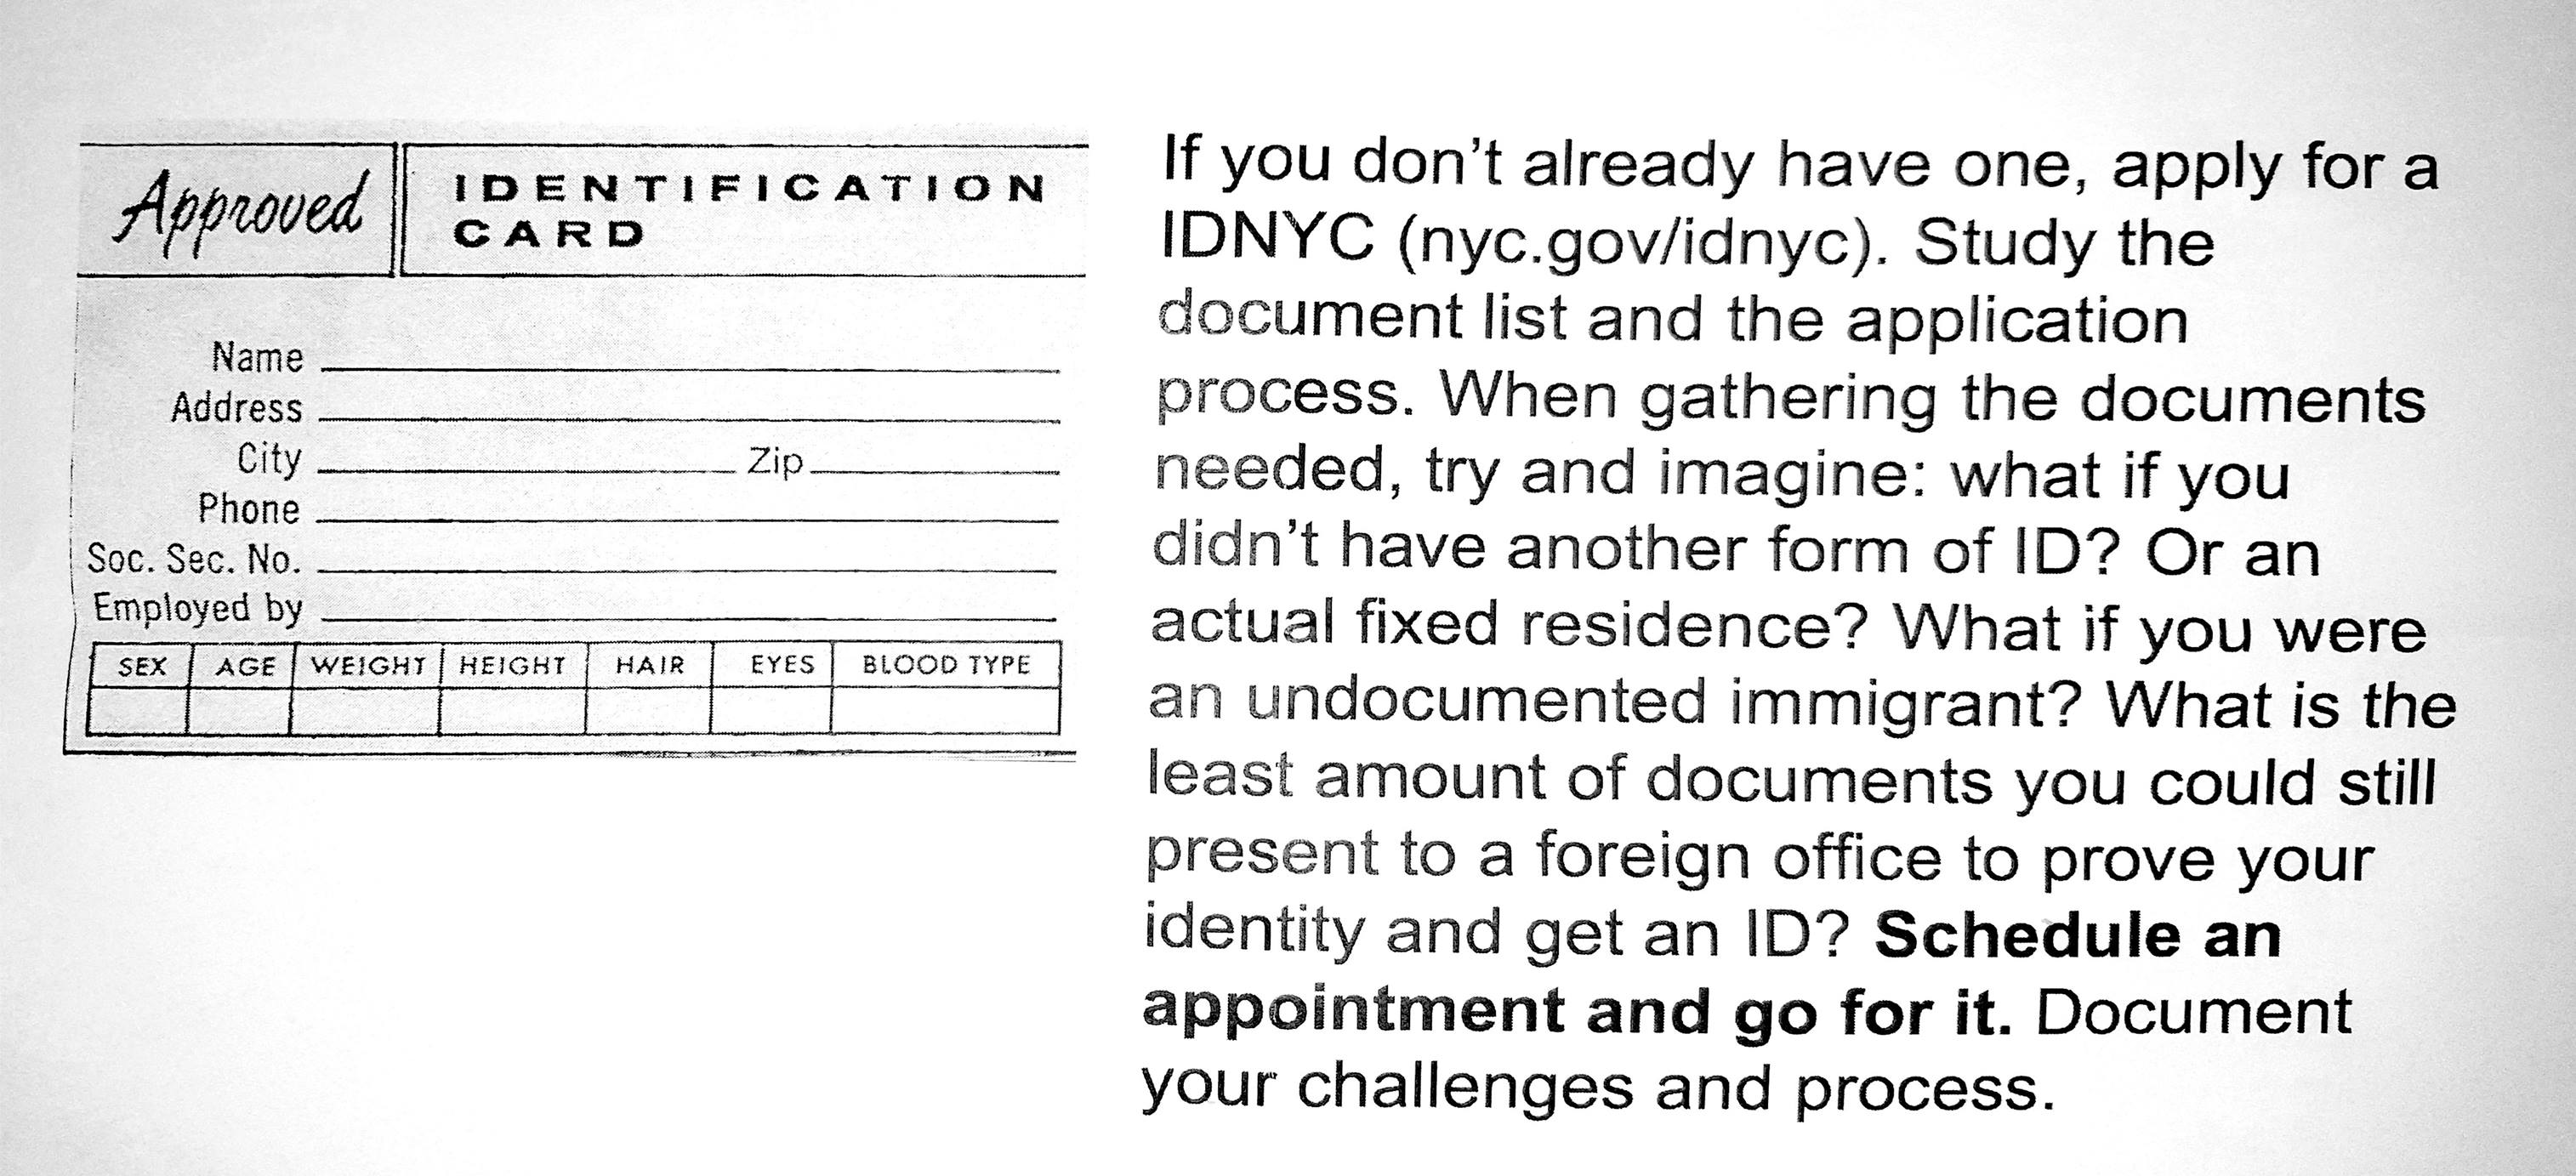 Approved
IDENTIFICATION
CARD
Name
Address
City Zip
Phone
Soc. Sec. No.
Employed by
SEX AGE WEIGHT HEIGHT HAIR EYES BLOOD TYPE
If you don’t already have one, apply for a
IDNYC (nyc.gov/idnyc). Study the
document list and the application
process. When gathering the documents
needed, try and imagine: what if you
didn’t have another form of ID? Or an
actual fixed residence? What if you were
an undocumented immigrant? What is the
least amount of documents you could still
present to a foreign office to prove your
identity and get an ID? Schedule an
appointment and go for it. Document
your challenges and process.